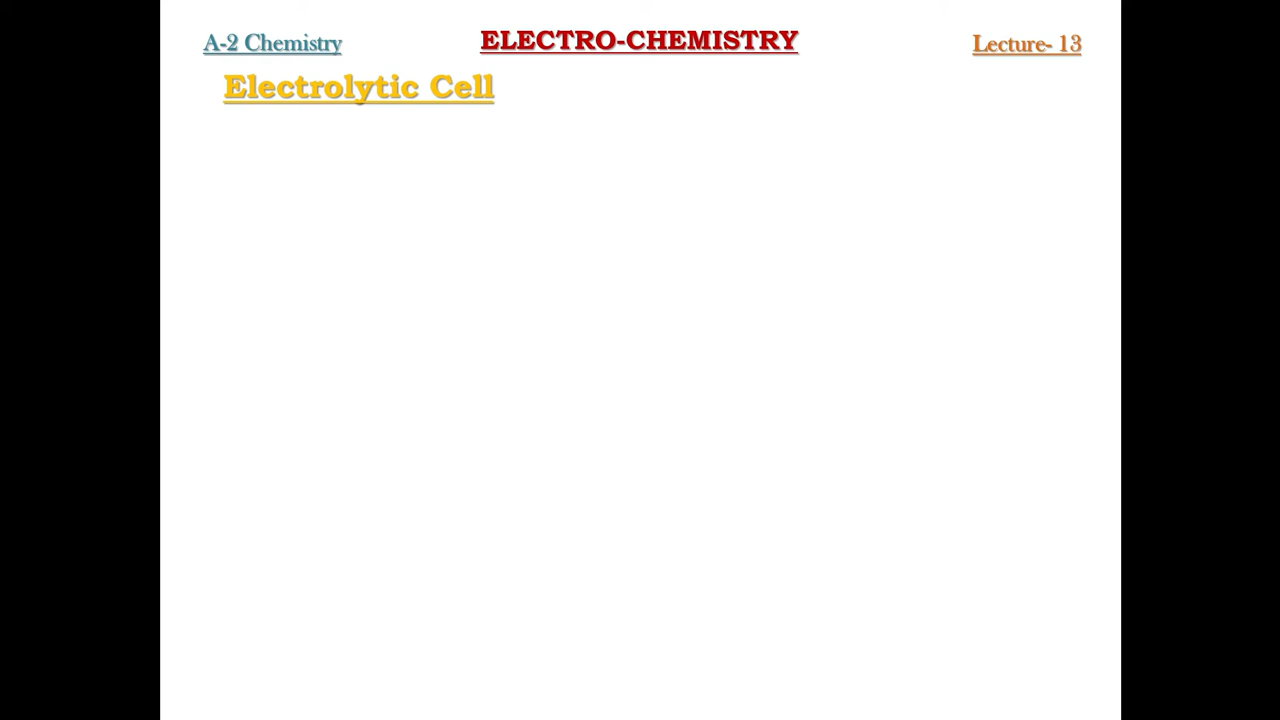 A-2 Chemistry ELECTRO-CHEMISTRY Lecture- 13
Electrolytic Cell